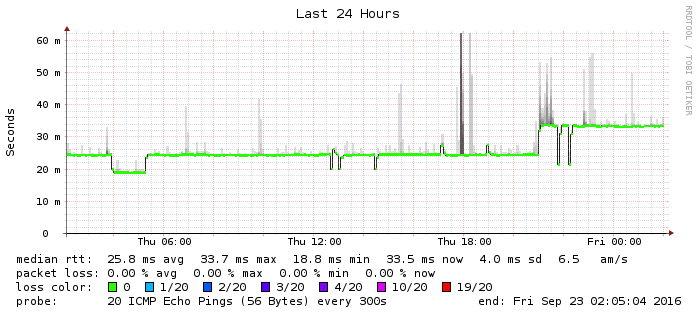 Last 24 Hours
RRDTOOL / TOBI OETIKER
Seconds
60 m
50 m
40 m
30 m
20 m
10 m
0
Thu 06:00 Thu 12:00 Thu 18:00 Fri 00:00
median rtt: 25.8 ms avg 33.7 ms max 18.8 ms min 33.5 ms now 4.0 ms sd 6.5 am/s
packet loss: 0.00 % avg 0.00 % max 0.00 % min 0.00 % now
loss color: 0 1/20 2/20 3/20 4/20 10/20 19/20
probe: 20 ICMP Echo Pings (56 Bytes) every 300s end: Fri Sep 23 02:05:04 2016